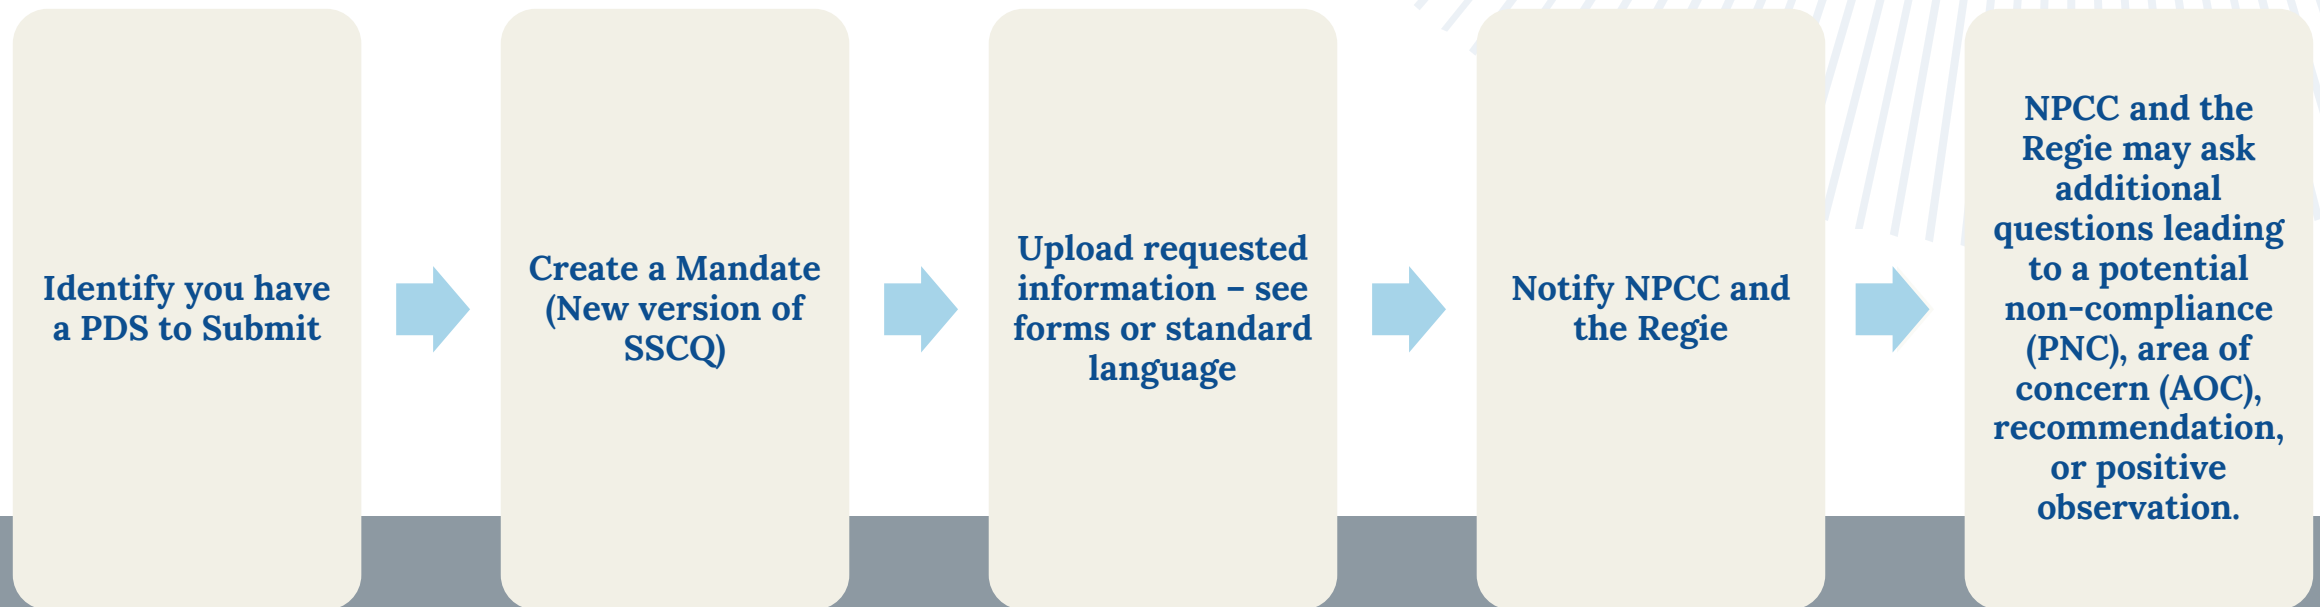 Identify you have
a PDS to Submit
Create a Mandate
(New version of
SSCQ)
Upload requested
information – see
forms or standard
language
Notify NPCC and
the Regie
NPCC and the
Regie may ask
additional
questions leading
to a potential
non-compliance
(PNC), area of
concern (AOC),
recommendation,
or positive
observation.